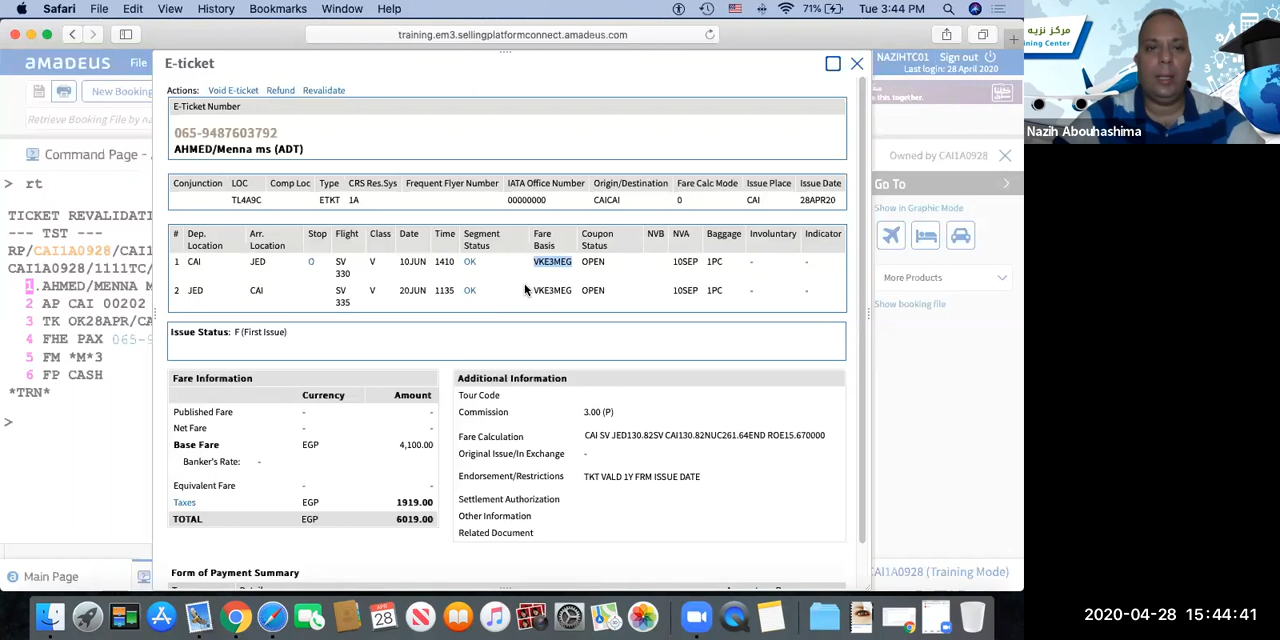 Safari File Edit View History Bookmarks Window Help 71% Tue 3:44 PM
training.em3.sellingplatformconnect.amadeus.com
مركز نزيه
ining Center
Nazih Abouhashima
amadeus File
NAZIHTC01 Sign out
Last login: 28 April 2020
New Booking
e this together.
Retrieve Booking File by na
Command Page - A
Owned by CAI1A0928
> rt
TICKET REVALIDATI
--- TST ---
RP/CAI1A0928/CAI1
CAI1A0928/1111TC/
1.AHMED/MENNA M
2 AP CAI 00202
3 TK OK28APR/CA
4 FHE PAX 065-9
5 FM *M*3
6 FP CASH
*TRN*
>
E-ticket
Actions: Void E-ticket Refund Revalidate
E-Ticket Number
065-9487603792
AHMED/Menna ms (ADT)
Conjunction LOC Comp Loc Type CRS Res.Sys Frequent Flyer Number IATA Office Number Origin/Destination Fare Calc Mode Issue Place Issue Date
TL4A9C ETKT 1A 00000000 CAICAI 0 CAI 28APR20
# Dep. Location Arr. Location Stop Flight Class Date Time Segment Status Fare Basis Coupon Status NVB NVA Baggage Involuntary Indicator
1 CAI JED O SV 330 V 10JUN 1410 OK VKE3MEG OPEN 10SEP 1PC - -
2 JED CAI SV 335 V 20JUN 1135 OK VKE3MEG OPEN 10SEP 1PC - -
Issue Status: F (First Issue)
Fare Information
Currency Amount
Published Fare - -
Net Fare - -
Base Fare EGP 4,100.00
Banker's Rate: -
Equivalent Fare - -
Taxes EGP 1919.00
TOTAL EGP 6019.00
Additional Information
Tour Code
Commission 3.00 (P)
Fare Calculation CAI SV JED130.82SV CAI130.82NUC261.64END ROE15.670000
Original Issue/In Exchange -
Endorsement/Restrictions TKT VALD 1Y FRM ISSUE DATE
Settlement Authorization
Other Information
Related Document
Form of Payment Summary
Go To
Show in Graphic Mode
More Products
Show booking file
Main Page
CAI1A0928 (Training Mode)
APR
28
2020-04-28 15:44:41